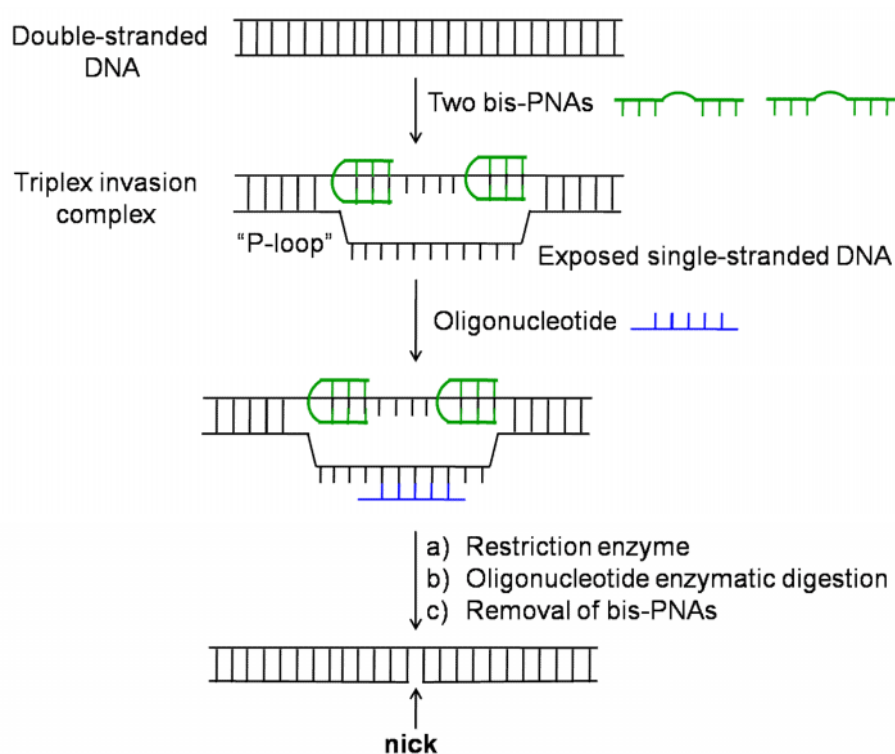 Double-stranded
DNA
Two bis-PNAs
Triplex invasion
complex
“P-loop”
Exposed single-stranded DNA
Oligonucleotide
a) Restriction enzyme
b) Oligonucleotide enzymatic digestion
c) Removal of bis-PNAs
nick